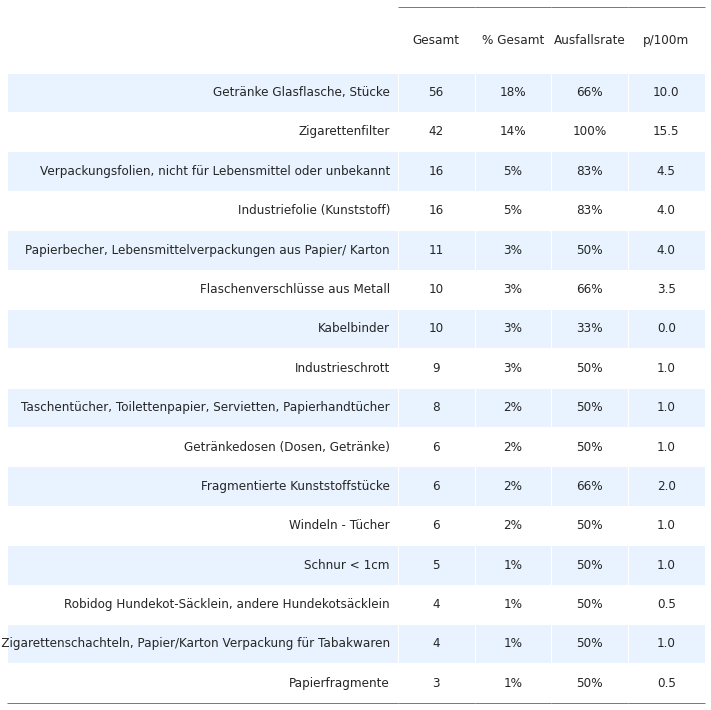 Gesamt % Gesamt Ausfallsrate p/100m
Getränke Glasflasche, Stücke 56 18% 66% 10.0
Zigarettenfilter 42 14% 100% 15.5
Verpackungsfolien, nicht für Lebensmittel oder unbekannt 16 5% 83% 4.5
Industriefolie (Kunststoff) 16 5% 83% 4.0
Papierbecher, Lebensmittelverpackungen aus Papier/ Karton 11 3% 50% 4.0
Flaschenverschlüsse aus Metall 10 3% 66% 3.5
Kabelbinder 10 3% 33% 0.0
Industrieschrott 9 3% 50% 1.0
Taschentücher, Toilettenpapier, Servietten, Papierhandtücher 8 2% 50% 1.0
Getränkedosen (Dosen, Getränke) 6 2% 50% 1.0
Fragmentierte Kunststoffstücke 6 2% 66% 2.0
Windeln - Tücher 6 2% 50% 1.0
Schnur < 1cm 5 1% 50% 1.0
Robidog Hundekot-Säcklein, andere Hundekotsäcklein 4 1% 50% 0.5
Zigarettenschachteln, Papier/Karton Verpackung für Tabakwaren 4 1% 50% 1.0
Papierfragmente 3 1% 50% 0.5